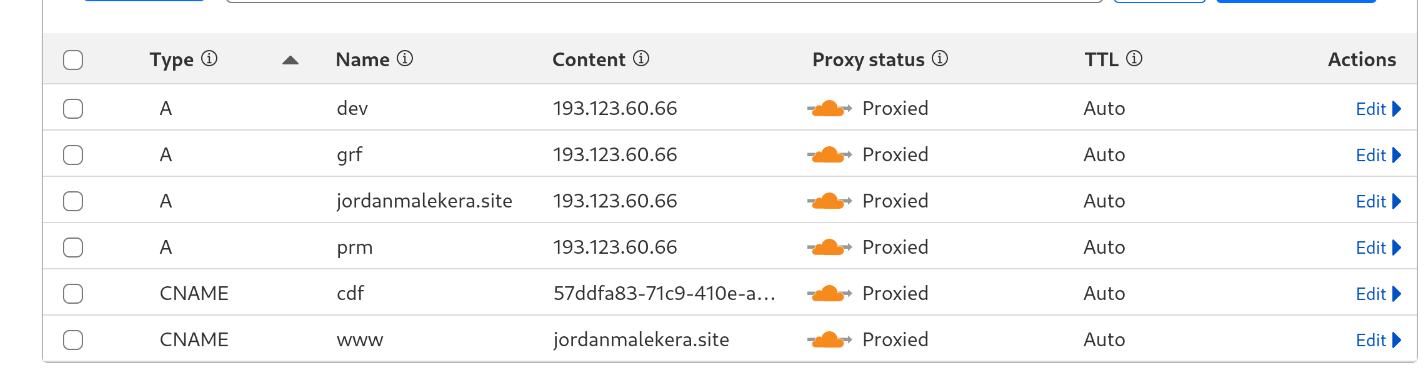 Type Name Content Proxy status TTL Actions
A dev 193.123.60.66 Proxied Auto Edit
A grf 193.123.60.66 Proxied Auto Edit
A jordanmalekera.site 193.123.60.66 Proxied Auto Edit
A prm 193.123.60.66 Proxied Auto Edit
CNAME cdf 57ddfa83-71c9-410e-a... Proxied Auto Edit
CNAME www jordanmalekera.site Proxied Auto Edit